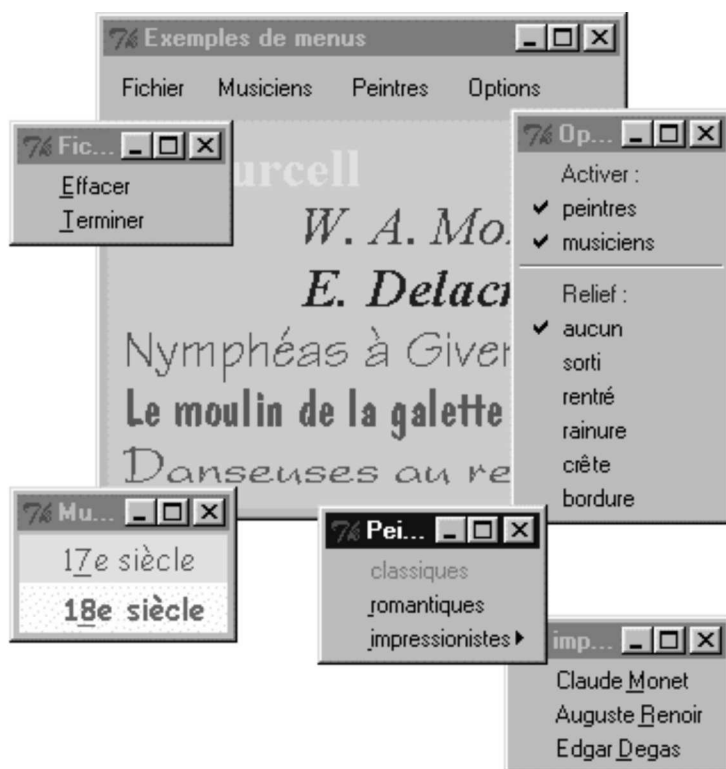 Exemples de menus
Fichier Musiciens Peintres Options
Fic...
Effacer
Terminer
Op...
Activer :
peintres
musiciens
Relief :
aucun
sorti
rentré
rainure
crête
bordure
urcell
W. A. Mo
E. Delac
Nymphéas à Giver
Le moulin de la galette
Danseuses au re
Mu...
17e siècle
18e siècle
Pei...
classiques
romantiques
impressionistes
imp...
Claude Monet
Auguste Renoir
Edgar Degas